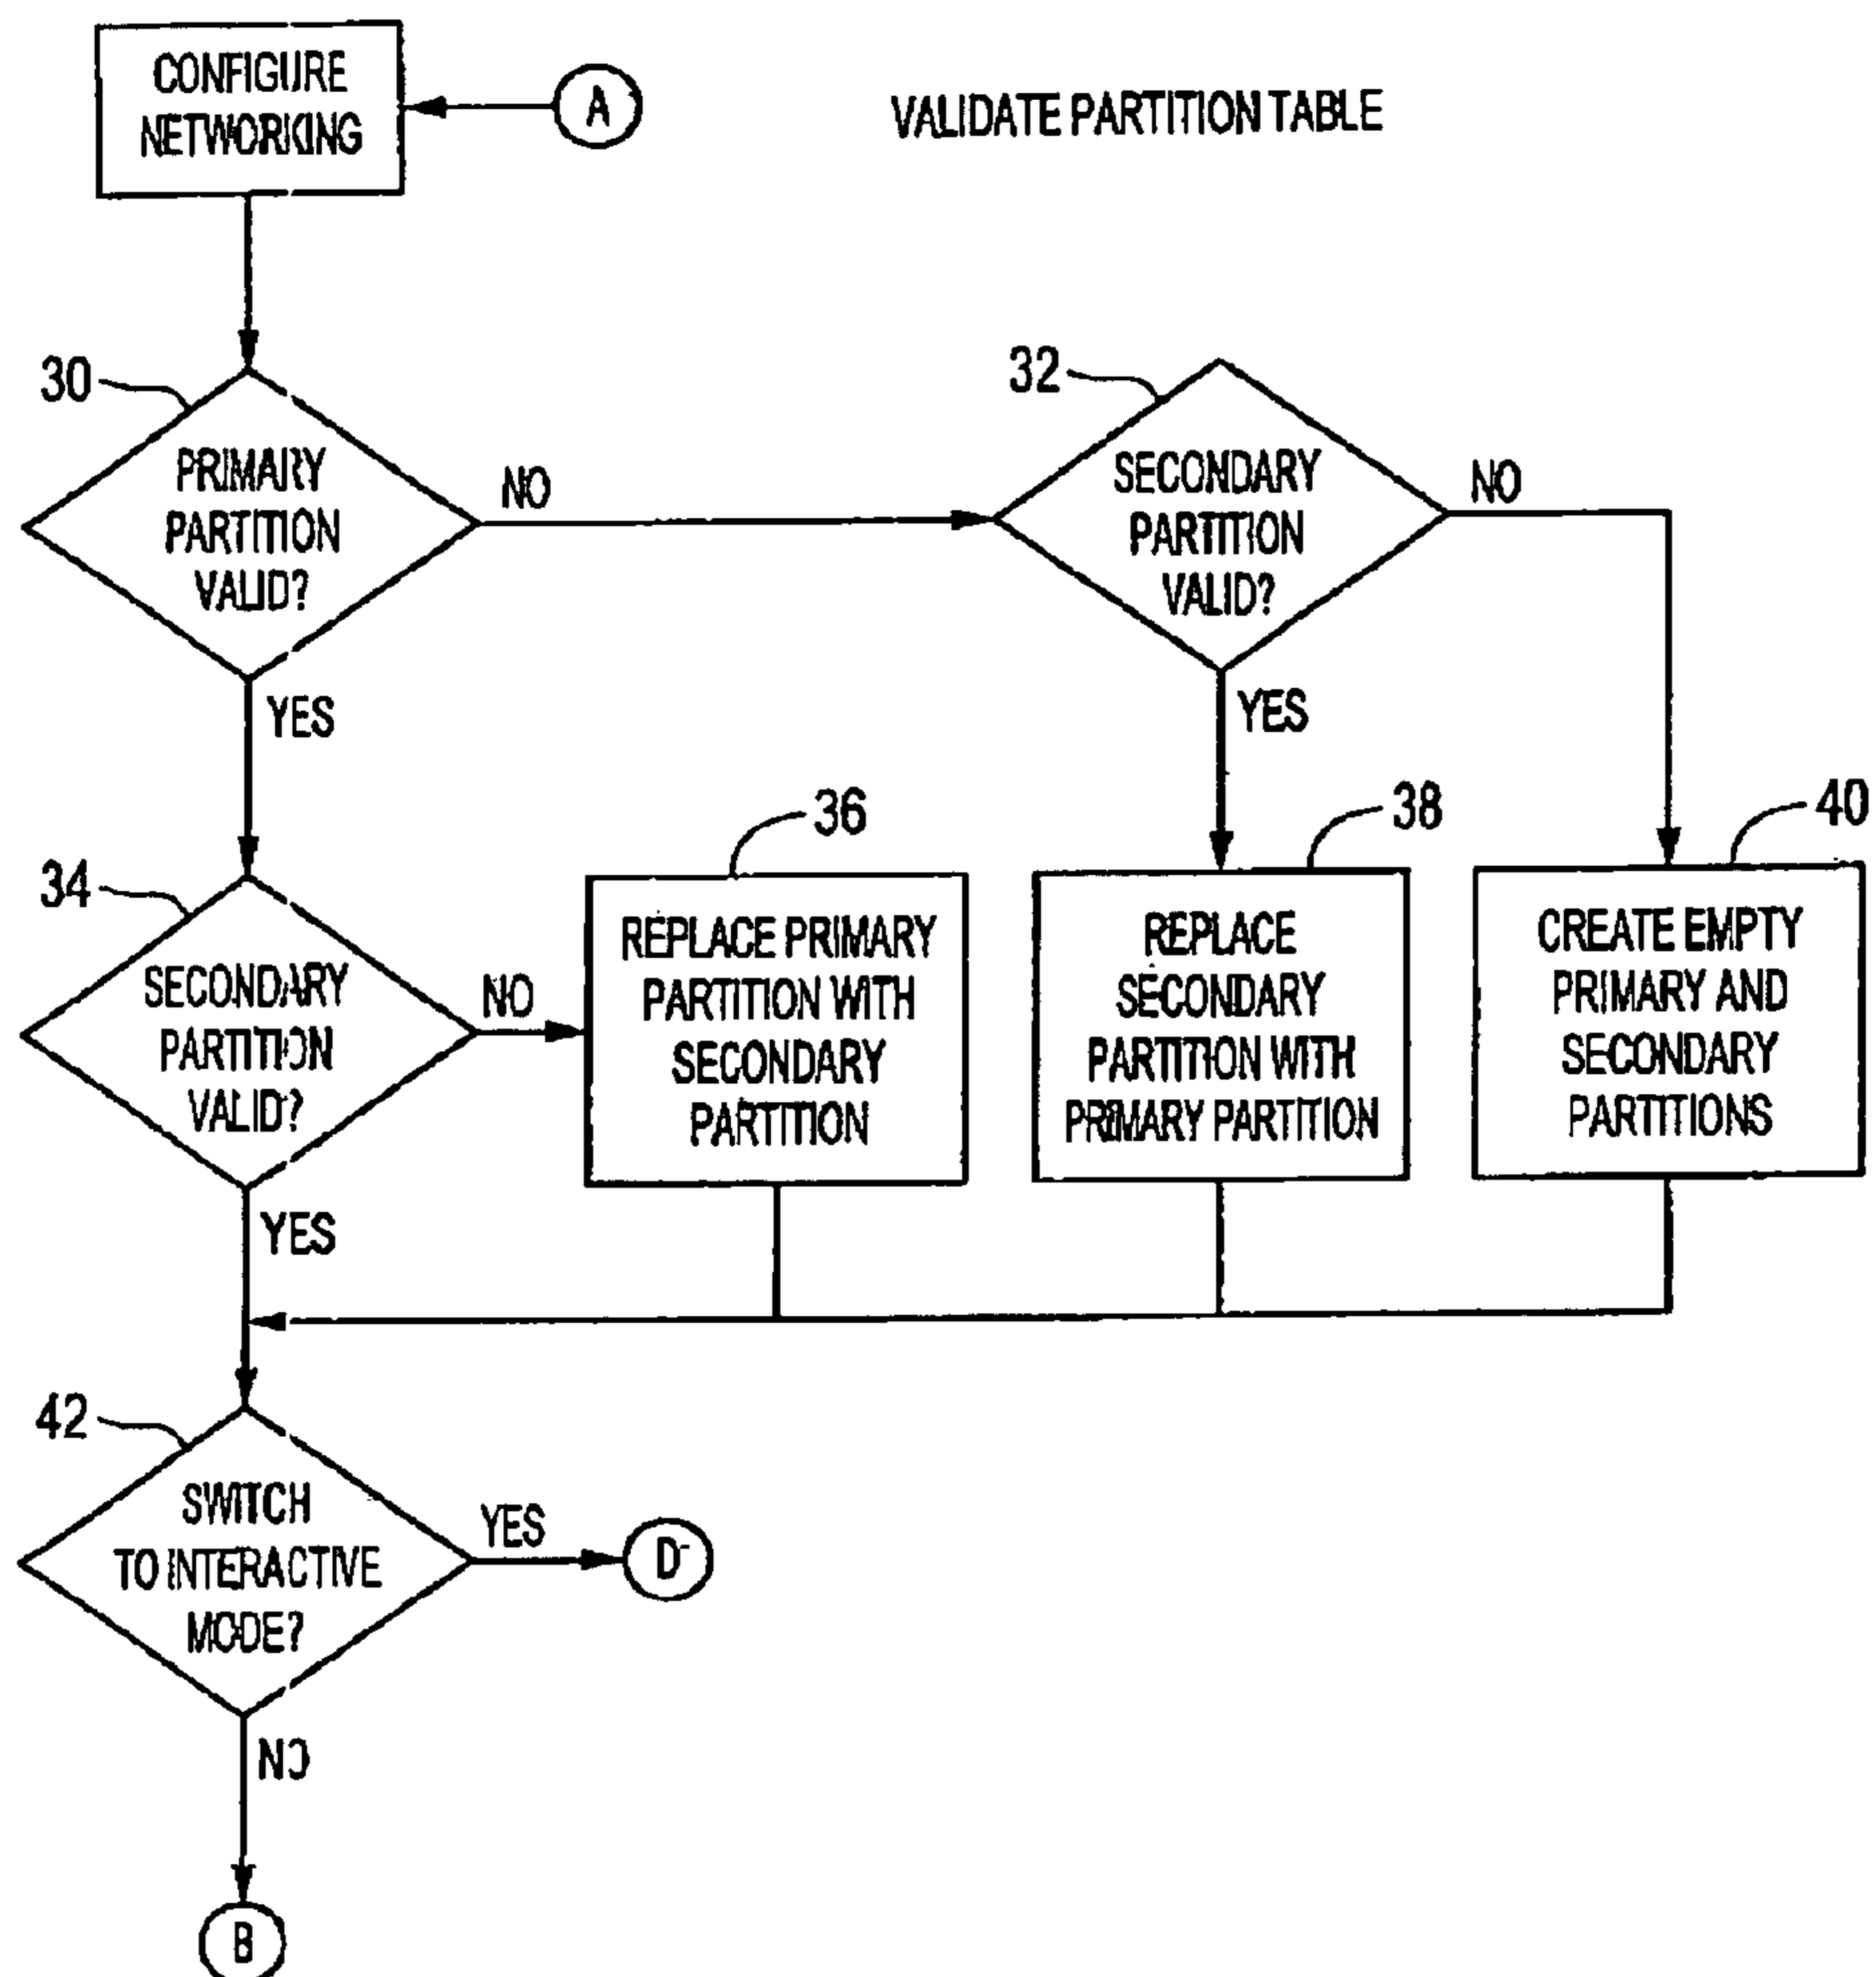 CONFIGURE
NETWORKING
A
VALIDATE PARTITION TABLE
30
PRIMARY
PARTITION
VALID?
NO
YES
32
SECONDARY
PARTITION
VALID?
NO
YES
34
SECONDARY
PARTITION
VALID?
NO
YES
36
REPLACE PRIMARY
PARTITION WITH
SECONDARY
PARTITION
38
REPLACE
SECONDARY
PARTITION WITH
PRIMARY PARTITION
40
CREATE EMPTY
PRIMARY AND
SECONDARY
PARTITIONS
42
SWITCH
TO INTERACTIVE
MODE?
YES
D
NO
B